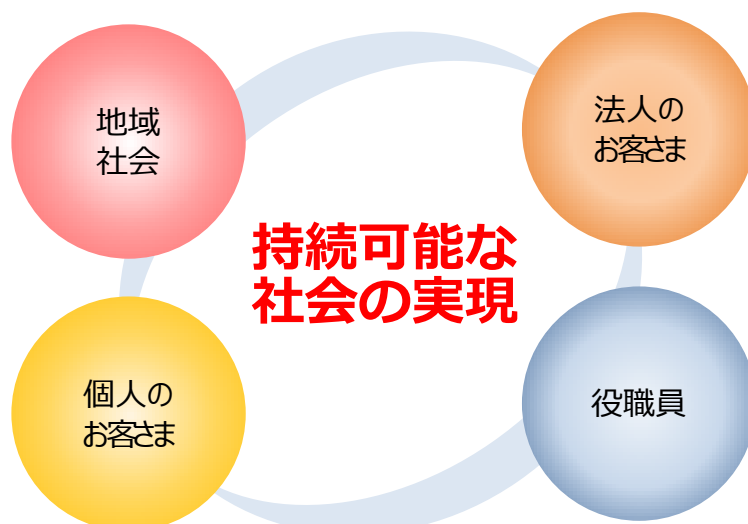 地域
社会
法人の
お客さま
持続可能な
社会の実現
個人の
お客さま
役職員